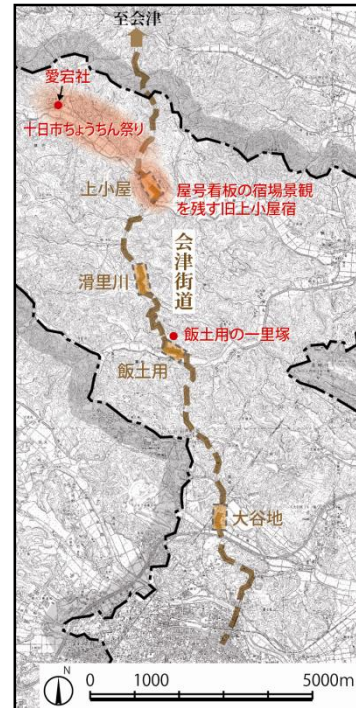 至会津
愛宕社
十日市ちょうちん祭り
上小屋
屋号看板の宿場景観
を残す旧上小屋宿
会津街道
滑里川
飯土用の一里塚
飯土用
大谷地
N
0 1000 5000m